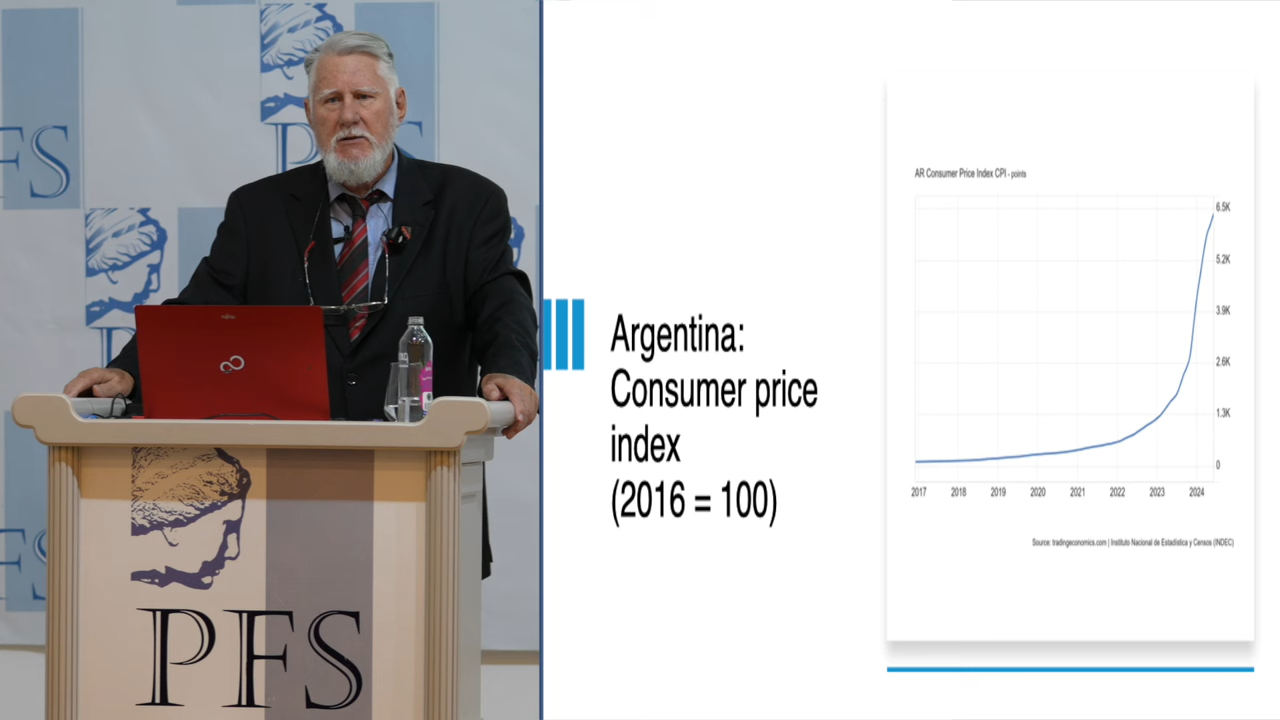 FS
PFS
PFS
Argentina:
Consumer price
index
(2016 = 100)
AR Consumer Price Index CPI - points
6.5K
5.2K
3.9K
2.6K
1.3K
0
2017 2018 2019 2020 2021 2022 2023 2024
Source: tradingeconomics.com | Instituto Nacional de Estadística y Censos (INDEC)